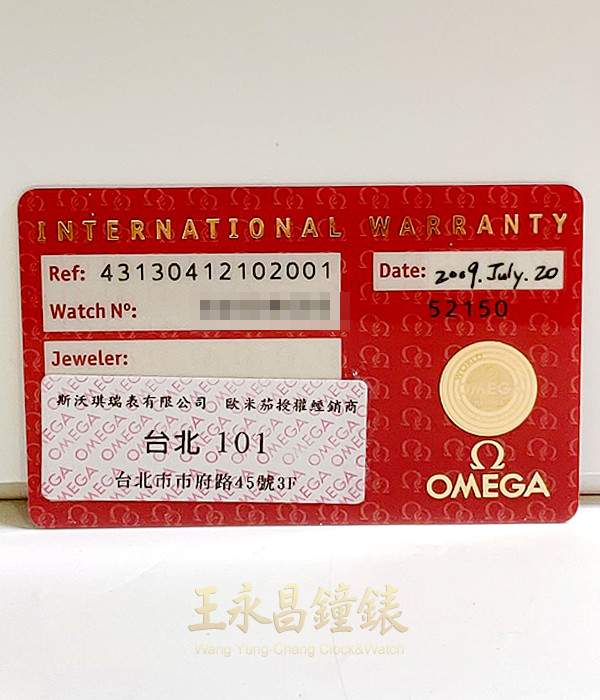 INTERNATIONAL WARRANTY
Ref: 43130412102001
Date: 2009. July. 20
Watch Nº:
52150
Jeweler:
斯沃琪瑞表有限公司 歐米茄授權經銷商
台北 101
台北市市府路45號3F
OMEGA
Ω
OMEGA
王永昌鐘錶
Wang Yung-Chang Clock&Watch